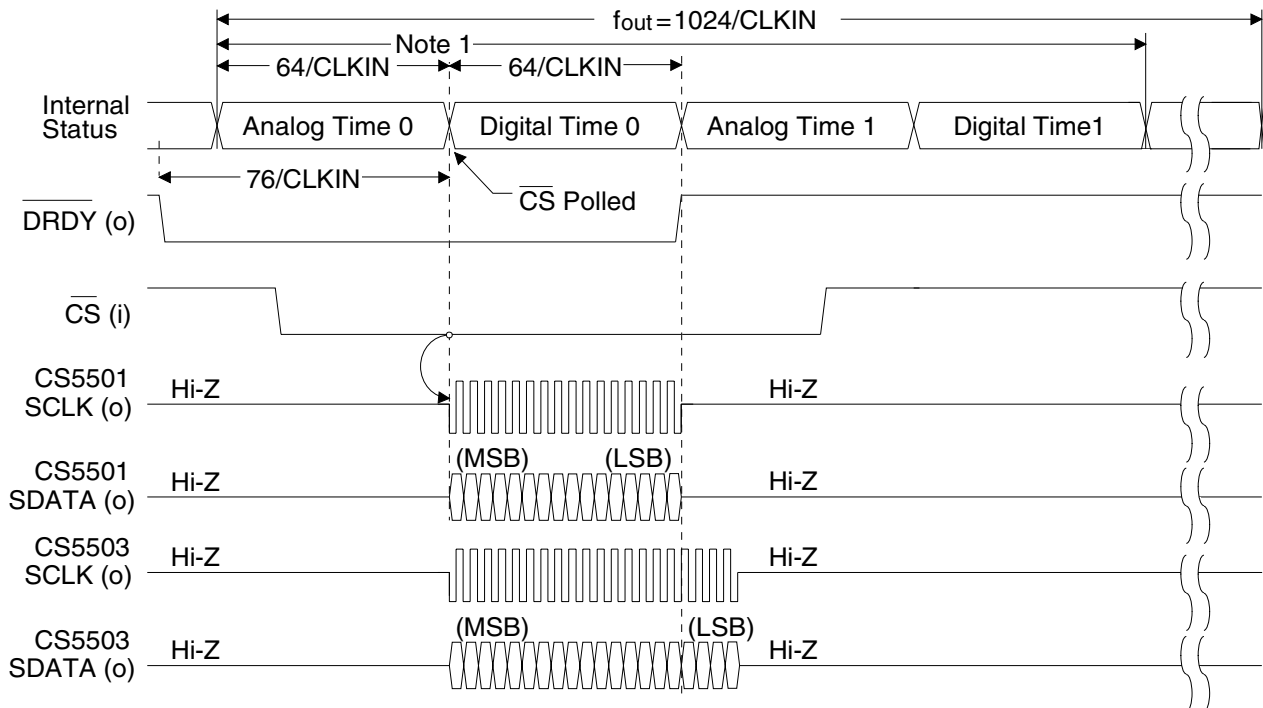 fout=1024/CLKIN
Note 1
64/CLKIN 64/CLKIN
Internal
Status
Analog Time 0 Digital Time 0 Analog Time 1 Digital Time1
76/CLKIN
CS Polled
DRDY (o)
CS (i)
CS5501
SCLK (o)
Hi-Z Hi-Z
CS5501
SDATA (o)
Hi-Z (MSB) (LSB) Hi-Z
CS5503
SCLK (o)
Hi-Z Hi-Z
CS5503
SDATA (o)
Hi-Z (MSB) (LSB) Hi-Z